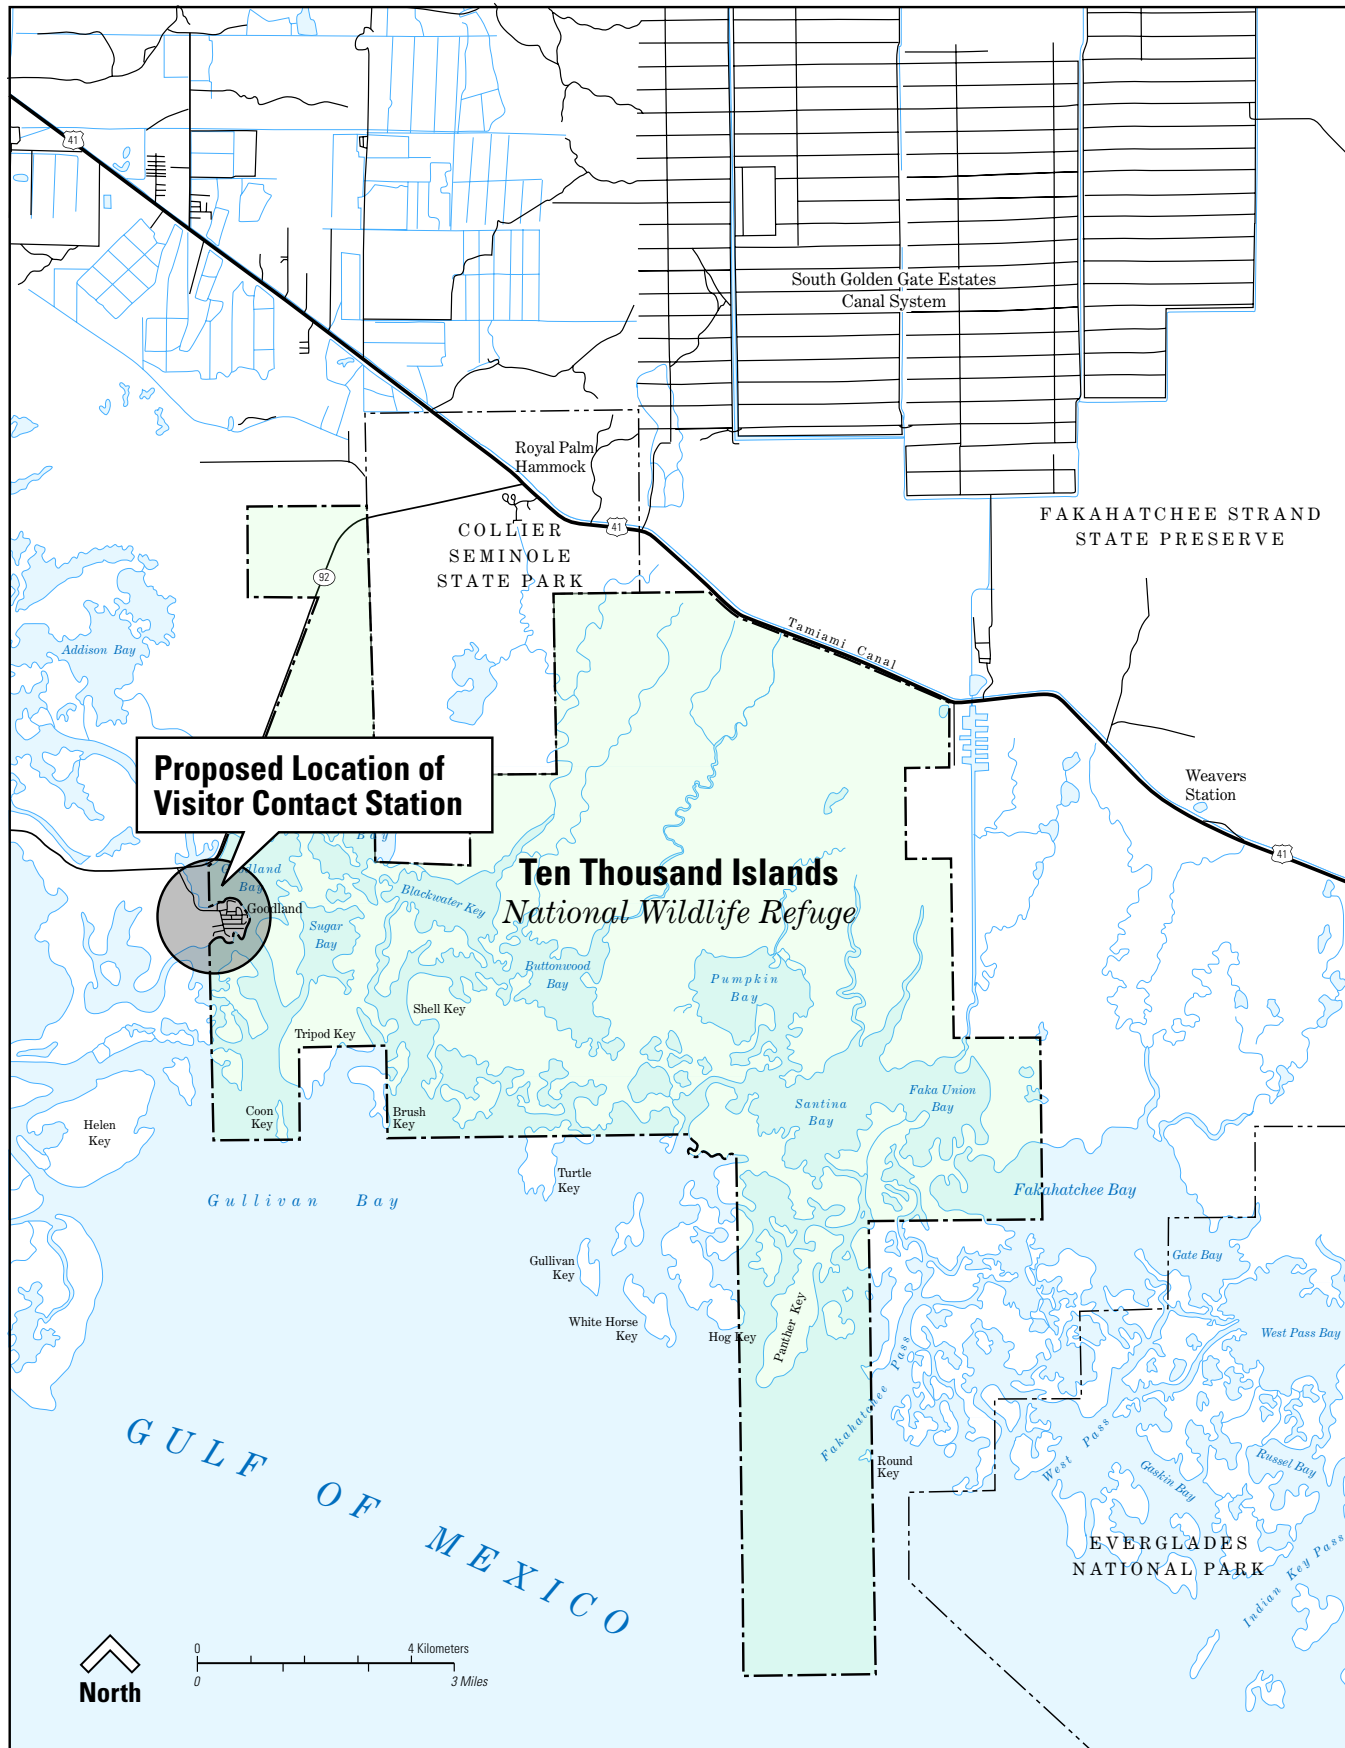 41
South Golden Gate Estates
Canal System
Royal Palm
Hammock
41
COLLIER
SEMINOLE
STATE PARK
FAKAHATCHEE STRAND
STATE PRESERVE
92
Tamiami Canal
Addison Bay
Proposed Location of
Visitor Contact Station
Weavers
Station
41
Bay
Bay
Goodland
Blackwater Key
Ten Thousand Islands
National Wildlife Refuge
Sugar
Bay
Buttonwood
Bay
Pumpkin
Bay
Shell Key
Tripod Key
Coon
Key
Brush
Key
Santina
Bay
Faka Union
Bay
Helen
Key
Turtle
Key
Gullivan Bay
Fakahatchee Bay
Gullivan
Key
Gate Bay
White Horse
Key
Hog Key
Panther Key
West Pass Bay
Fakahatchee Pass
Round
Key
West Pass
Gaskin Bay
Russel Bay
GULF OF MEXICO
EVERGLADES
NATIONAL PARK
Indian Key Pass
0 4 Kilometers
0 3 Miles
North